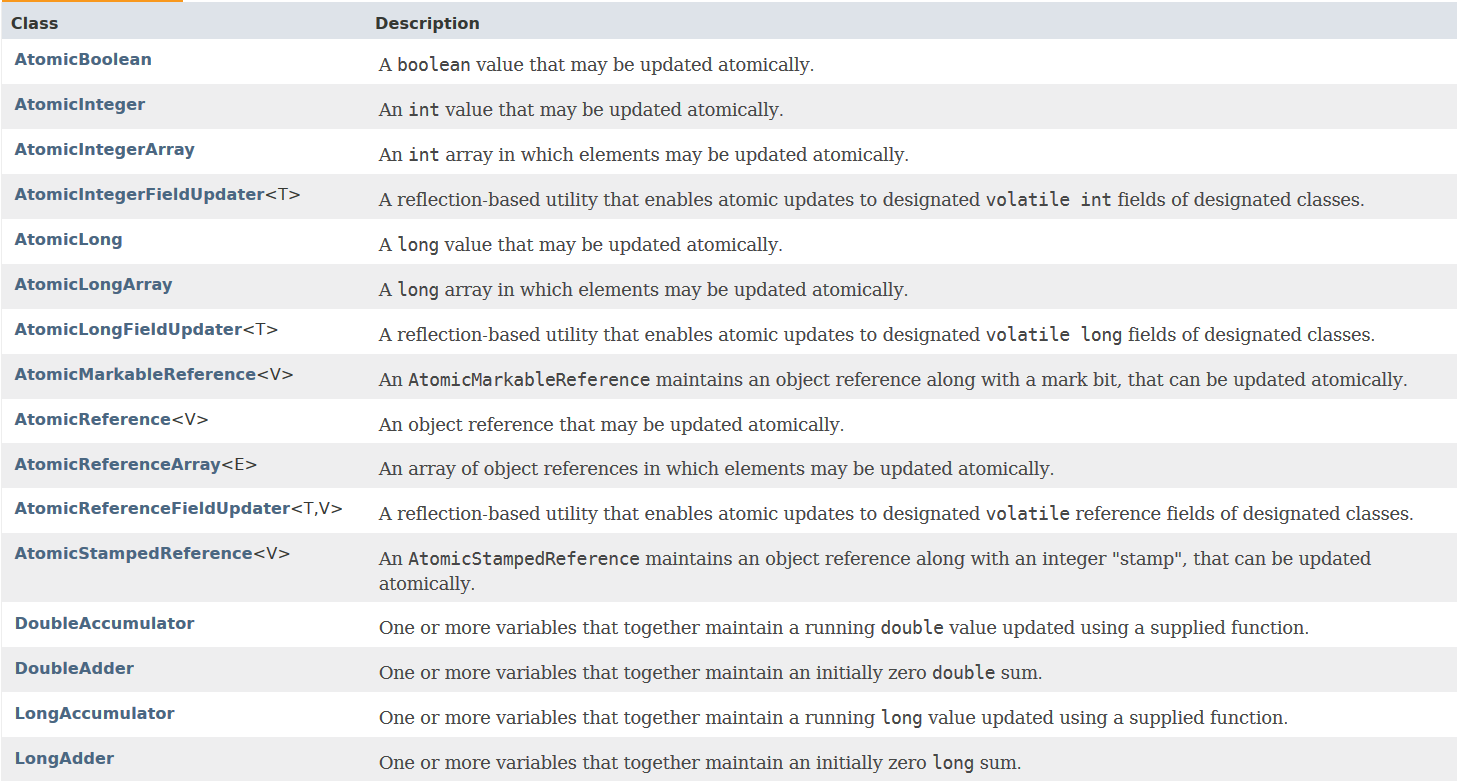 Class Description
AtomicBoolean A boolean value that may be updated atomically.
AtomicInteger An int value that may be updated atomically.
AtomicIntegerArray An int array in which elements may be updated atomically.
AtomicIntegerFieldUpdater<T> A reflection-based utility that enables atomic updates to designated volatile int fields of designated classes.
AtomicLong A long value that may be updated atomically.
AtomicLongArray A long array in which elements may be updated atomically.
AtomicLongFieldUpdater<T> A reflection-based utility that enables atomic updates to designated volatile long fields of designated classes.
AtomicMarkableReference<V> An AtomicMarkableReference maintains an object reference along with a mark bit, that can be updated atomically.
AtomicReference<V> An object reference that may be updated atomically.
AtomicReferenceArray<E> An array of object references in which elements may be updated atomically.
AtomicReferenceFieldUpdater<T,V> A reflection-based utility that enables atomic updates to designated volatile reference fields of designated classes.
AtomicStampedReference<V> An AtomicStampedReference maintains an object reference along with an integer "stamp", that can be updated
atomically.
DoubleAccumulator One or more variables that together maintain a running double value updated using a supplied function.
DoubleAdder One or more variables that together maintain an initially zero double sum.
LongAccumulator One or more variables that together maintain a running long value updated using a supplied function.
LongAdder One or more variables that together maintain an initially zero long sum.